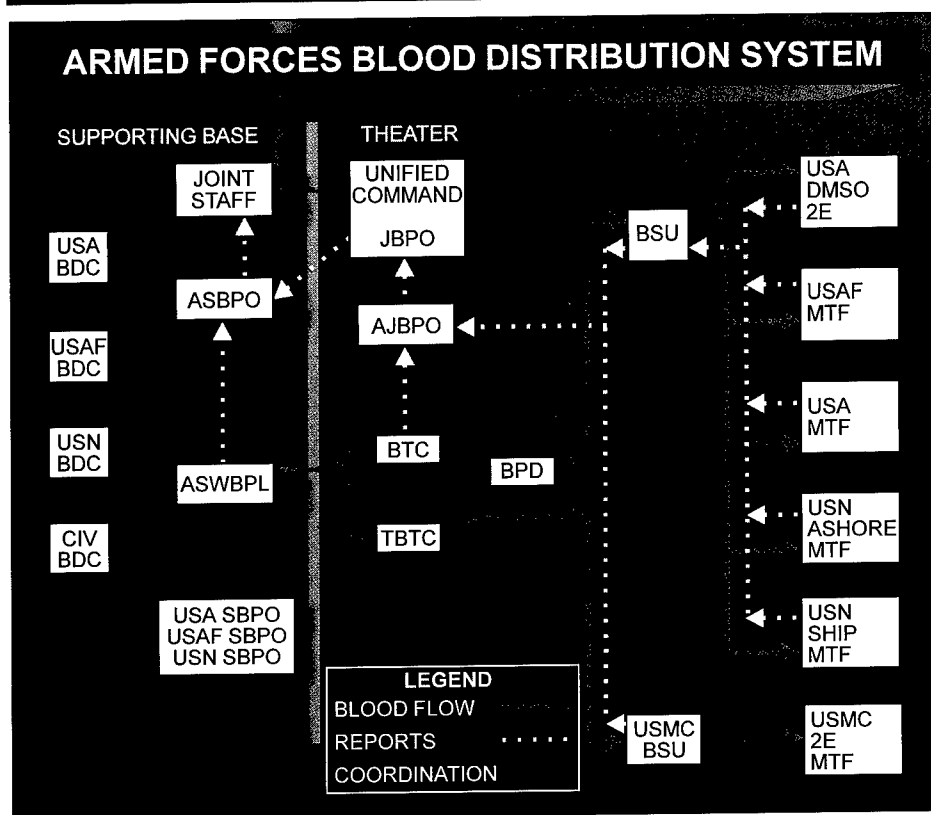 ARMED FORCES BLOOD DISTRIBUTION SYSTEM
SUPPORTING BASE
THEATER
JOINT
STAFF
USA
BDC
ASBPO
USAF
BDC
USN
BDC
ASWBPL
CIV
BDC
USA SBPO
USAF SBPO
USN SBPO
UNIFIED
COMMAND
JBPO
AJBPO
BTC
BPD
TBTC
BSU
USMC
BSU
USA
DMSO
2E
USAF
MTF
USA
MTF
USN
ASHORE
MTF
USN
SHIP
MTF
USMC
2E
MTF
LEGEND
BLOOD FLOW
REPORTS
COORDINATION